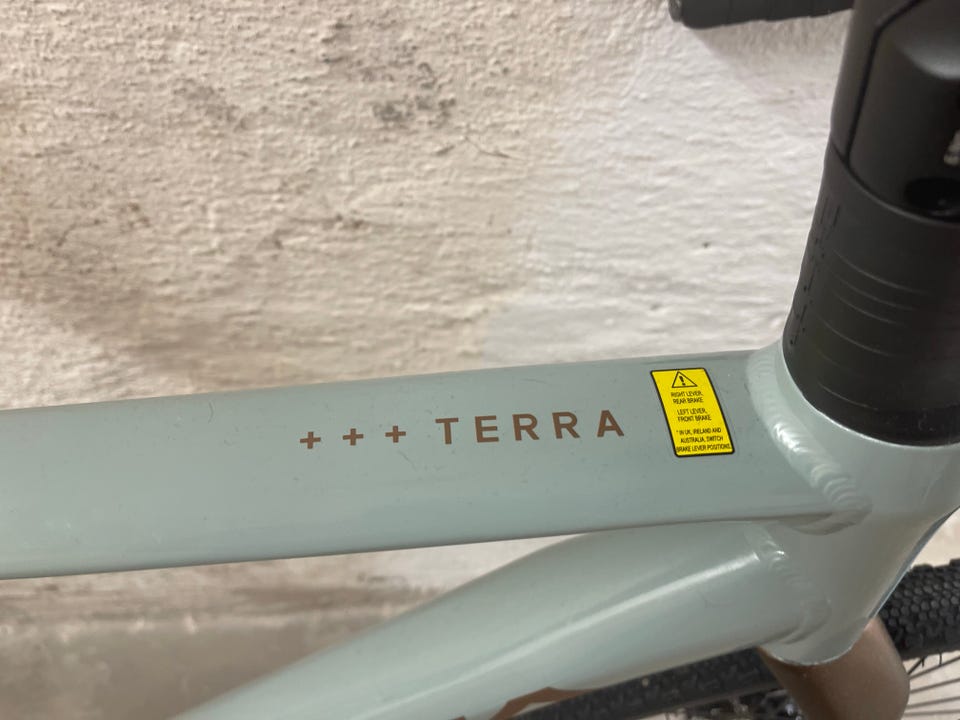 + + + TERRA
RIGHT LEVER,
REAR BRAKE
LEFT LEVER,
FRONT BRAKE
* IN UK, IRELAND AND
AUSTRALIA, SWITCH
BRAKE LEVER POSITIONS.